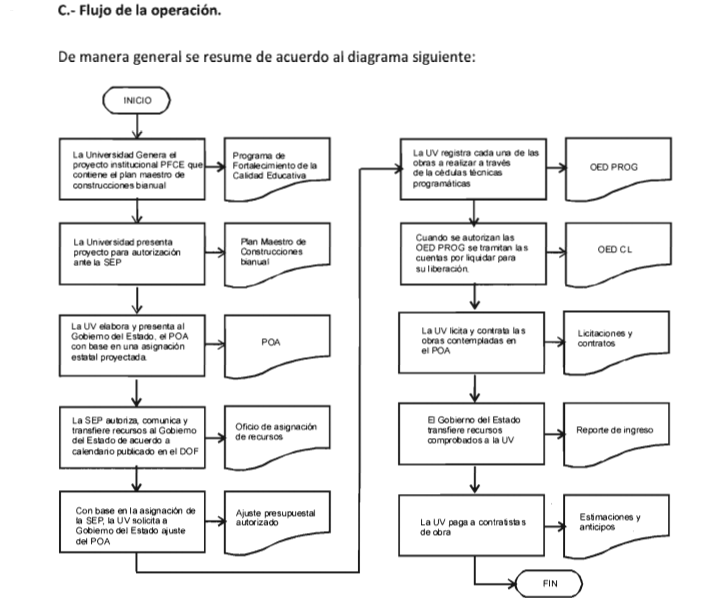 C.- Flujo de la operación.
De manera general se resume de acuerdo al diagrama siguiente:
INICIO
La Universidad Genera el
proyecto institucional PFCE que
contiene el plan maestro de
construcciones bianual
Programa de
Fortalecimiento de la
Calidad Educativa
La Universidad presenta
proyecto para autorización
ante la SEP
Plan Maestro de
Construcciones
bianual
La UV elabora y presenta al
Gobierno del Estado, el POA
con base en una asignación
estatal proyectada
POA
La SEP autoriza, comunica y
transfiere recursos al Gobierno
del Estado de acuerdo a
calendario publicado en el DOF
Oficio de asignación
de recursos
Con base en la asignación de
la SEP, la UV solicita a
Gobierno del Estado ajuste
del POA
Ajuste presupuestal
autorizado
La UV registra cada una de las
obras a realizar a través
de la cédulas técnicas
programáticas
OED PROG
Cuando se autorizan las
OED PROG se tramitan las
cuentas por liquidar para
su liberación.
OED CL
La UV licita y contrata las
obras contempladas en
el POA
Licitaciones y
contratos
El Gobierno del Estado
transfiere recursos
comprobados a la UV
Reporte de ingreso
La UV paga a contratistas
de obra
Estimaciones y
anticipos
FIN